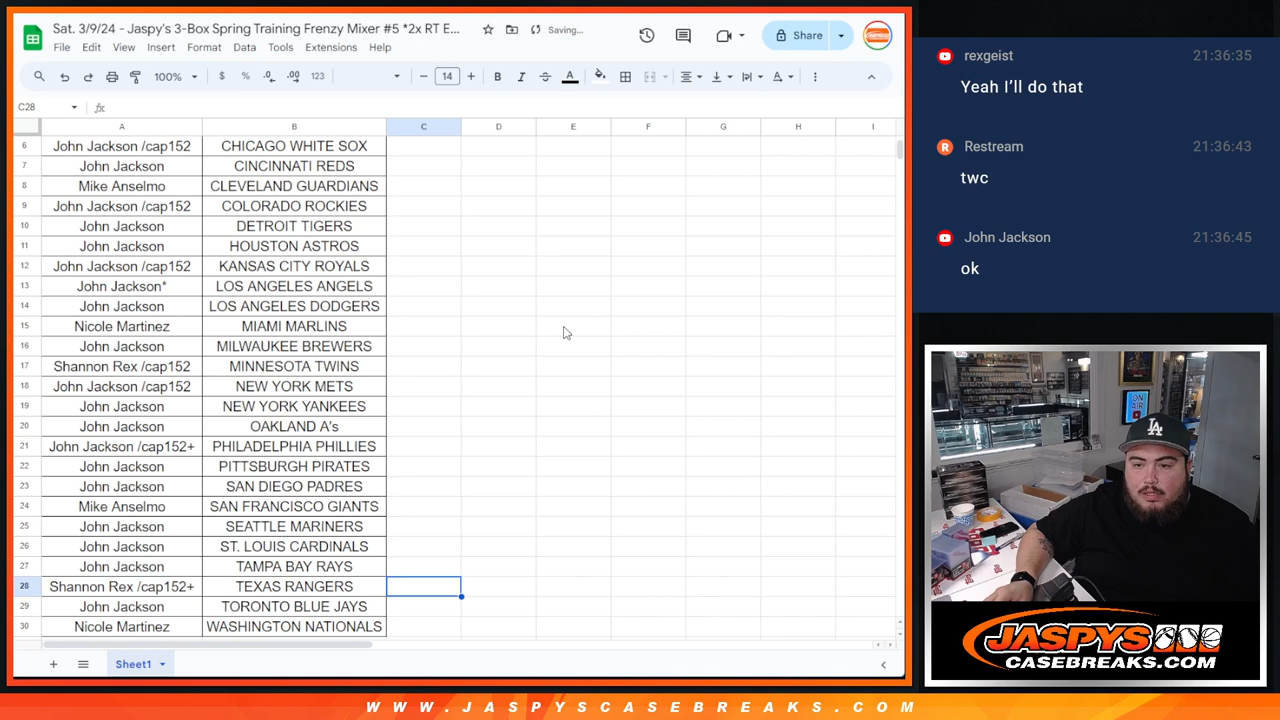 Sat. 3/9/24 - Jaspy's 3-Box Spring Training Frenzy Mixer #5 *2x RT E...
Saving...
Share
File Edit View Insert Format Data Tools Extensions Help
100% $ % .0 .00 123 14 B I A
C28 fx
A B C D E F G H I
6 John Jackson /cap152 CHICAGO WHITE SOX
7 John Jackson CINCINNATI REDS
8 Mike Anselmo CLEVELAND GUARDIANS
9 John Jackson /cap152 COLORADO ROCKIES
10 John Jackson DETROIT TIGERS
11 John Jackson HOUSTON ASTROS
12 John Jackson /cap152 KANSAS CITY ROYALS
13 John Jackson* LOS ANGELES ANGELS
14 John Jackson LOS ANGELES DODGERS
15 Nicole Martinez MIAMI MARLINS
16 John Jackson MILWAUKEE BREWERS
17 Shannon Rex /cap152 MINNESOTA TWINS
18 John Jackson /cap152 NEW YORK METS
19 John Jackson NEW YORK YANKEES
20 John Jackson OAKLAND A's
21 John Jackson /cap152+ PHILADELPHIA PHILLIES
22 John Jackson PITTSBURGH PIRATES
23 John Jackson SAN DIEGO PADRES
24 Mike Anselmo SAN FRANCISCO GIANTS
25 John Jackson SEATTLE MARINERS
26 John Jackson ST. LOUIS CARDINALS
27 John Jackson TAMPA BAY RAYS
28 Shannon Rex /cap152+ TEXAS RANGERS
29 John Jackson TORONTO BLUE JAYS
30 Nicole Martinez WASHINGTON NATIONALS
Sheet1
rexgeist 21:36:35
Yeah I’ll do that
Restream 21:36:43
twc
John Jackson 21:36:45
ok
ON AIR
LA
JASPYS
CASEBREAKS.COM
WWW.JASPYSCASEBREAKS.COM